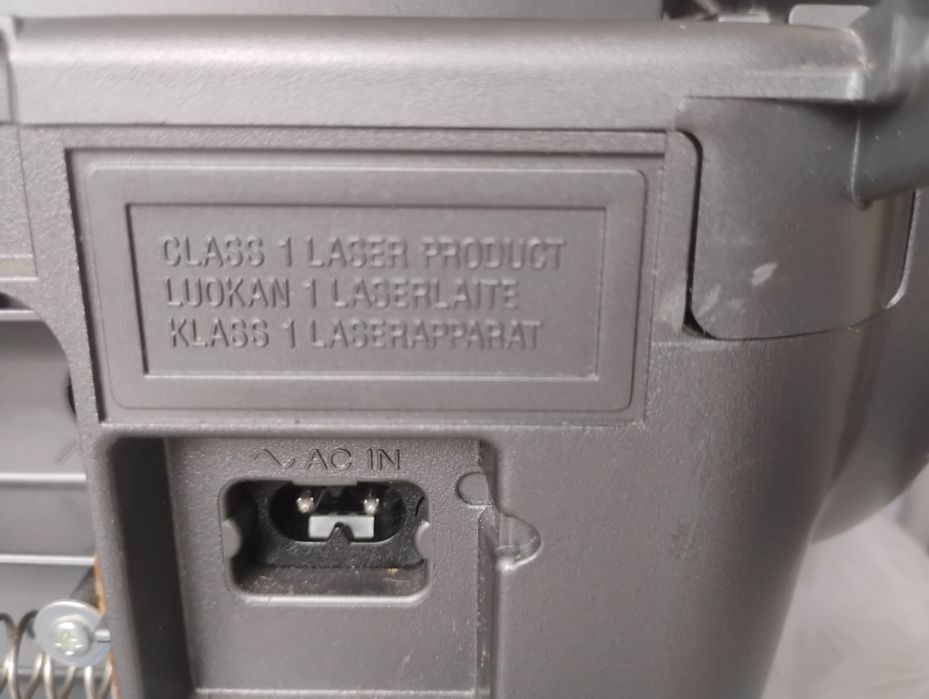 CLASS 1 LASER PRODUCT
LUOKAN 1 LASERLAITE
KLASS 1 LASERAPPARAT
~ AC IN